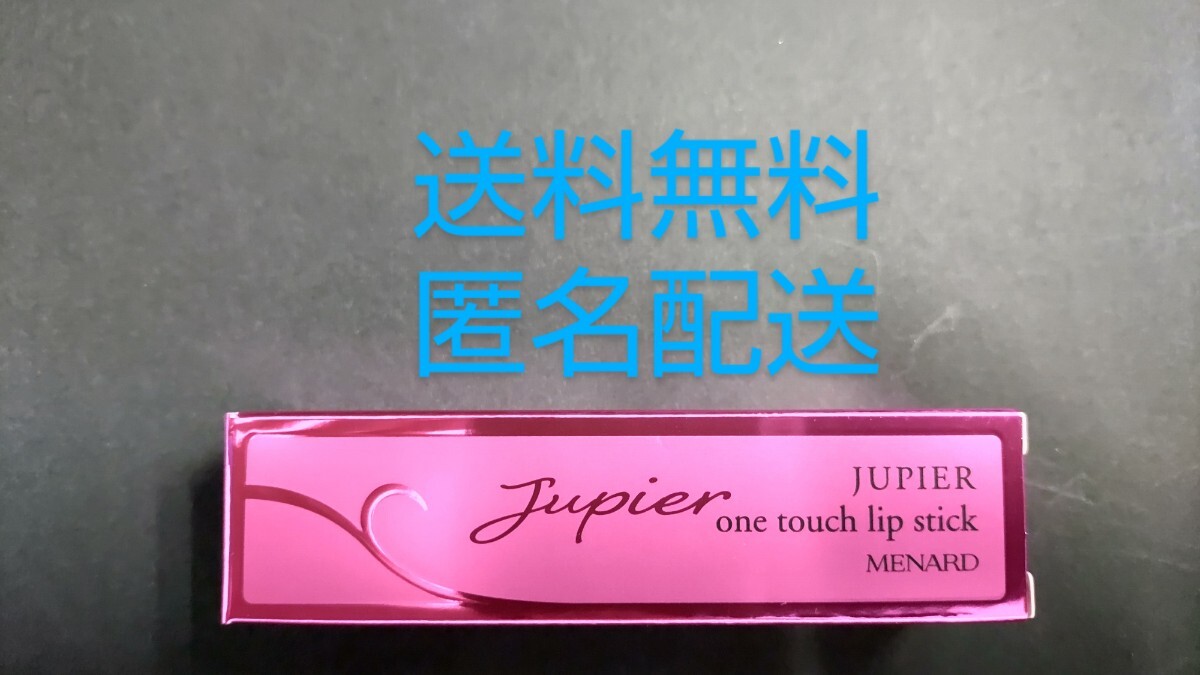 送料無料
匿名配送
Jupier
JUPIER
one touch lip stick
MENARD